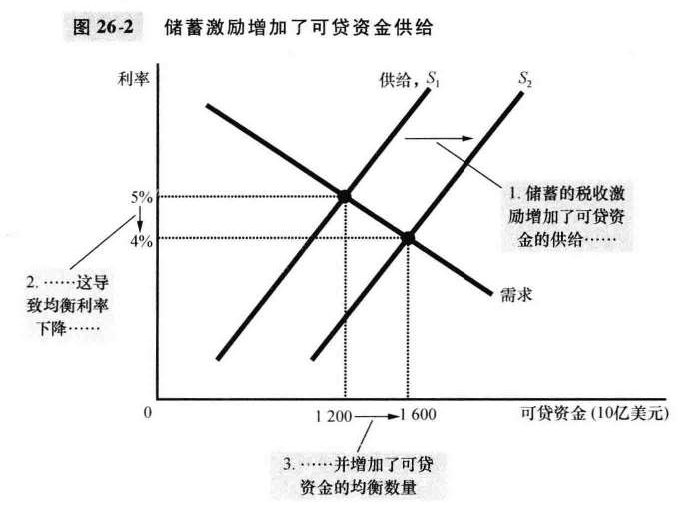 图 26-2 储蓄激励增加了可贷资金供给
利率
供给，S₁
S₂
5%
4%
1. 储蓄的税收激
励增加了可贷资
金的供给……
2. ……这导
致均衡利率
下降……
需求
0
1 200
1 600
可贷资金 (10亿美元)
3. ……并增加了可贷
资金的均衡数量